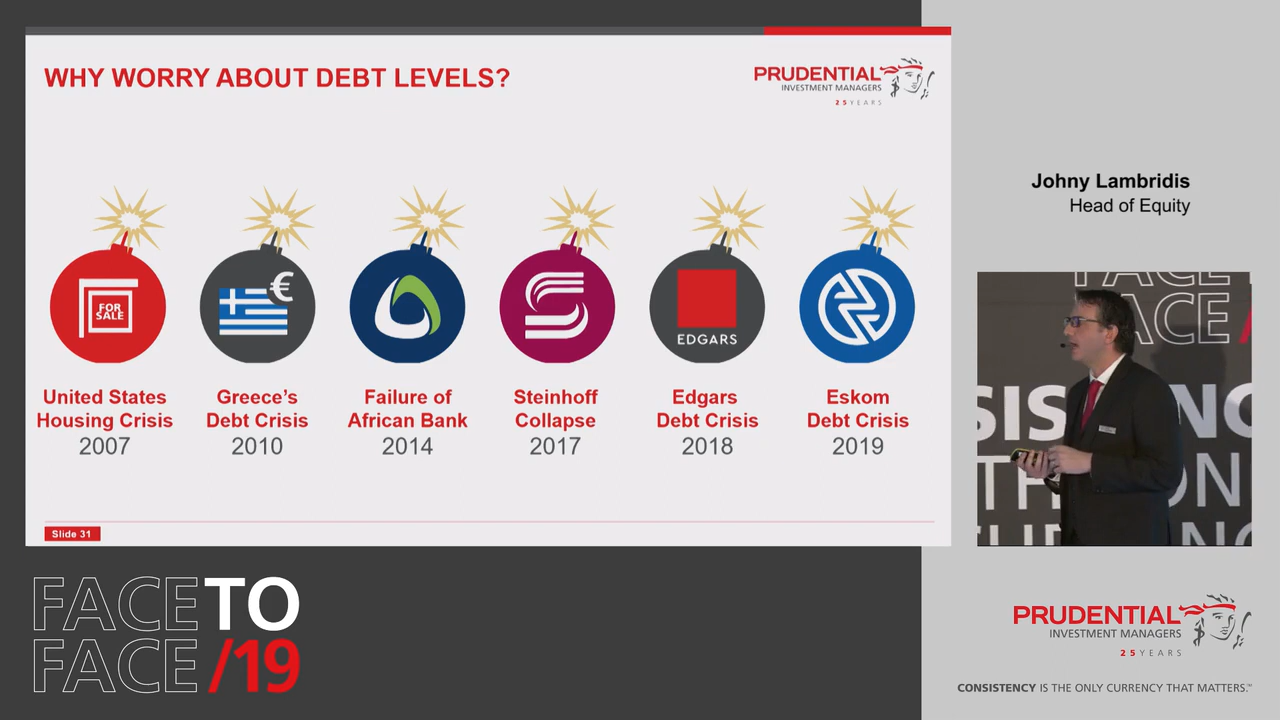 WHY WORRY ABOUT DEBT LEVELS?
PRUDENTIAL
INVESTMENT MANAGERS
25 YEARS
FOR
SALE
€
EDGARS
United States
Housing Crisis
2007
Greece's
Debt Crisis
2010
Failure of
African Bank
2014
Steinhoff
Collapse
2017
Edgars
Debt Crisis
2018
Eskom
Debt Crisis
2019
Slide 31
Johny Lambridis
Head of Equity
FACE
FACE/
FACE TO
FACE /19
PRUDENTIAL
INVESTMENT MANAGERS
25 YEARS
CONSISTENCY IS THE ONLY CURRENCY THAT MATTERS.™